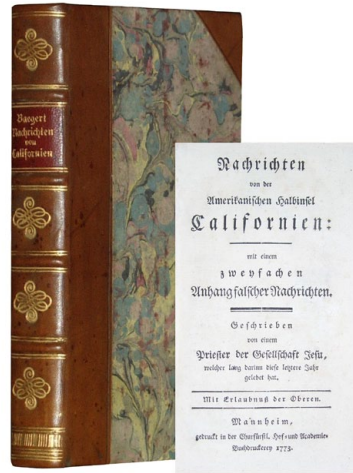 Baegert
Nachrichten
von
Californien
Nachrichten
von der
Amerikanischen Halbinsel
Californien:
mit einem
zweyfachen
Anhang falscher Nachrichten.
Geschrieben
von einem
Priester der Gesellschaft Jesu,
welcher lang darinn diese letztere Jahr
gelebet hat.
Mit Erlaubnuß der Oberen.
Mannheim,
gedruckt in der Churfürstl. Hof- und Academie-
Buchdruckerey 1773.